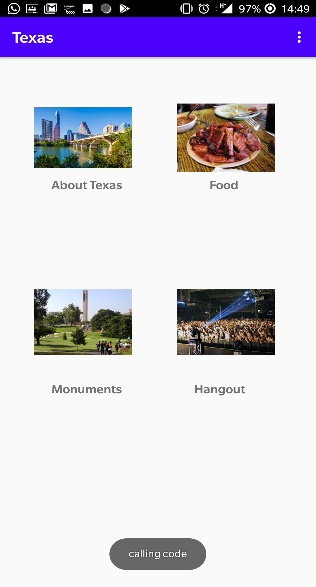 97% 14:49
Texas
About Texas
Food
Monuments
Hangout
calling code